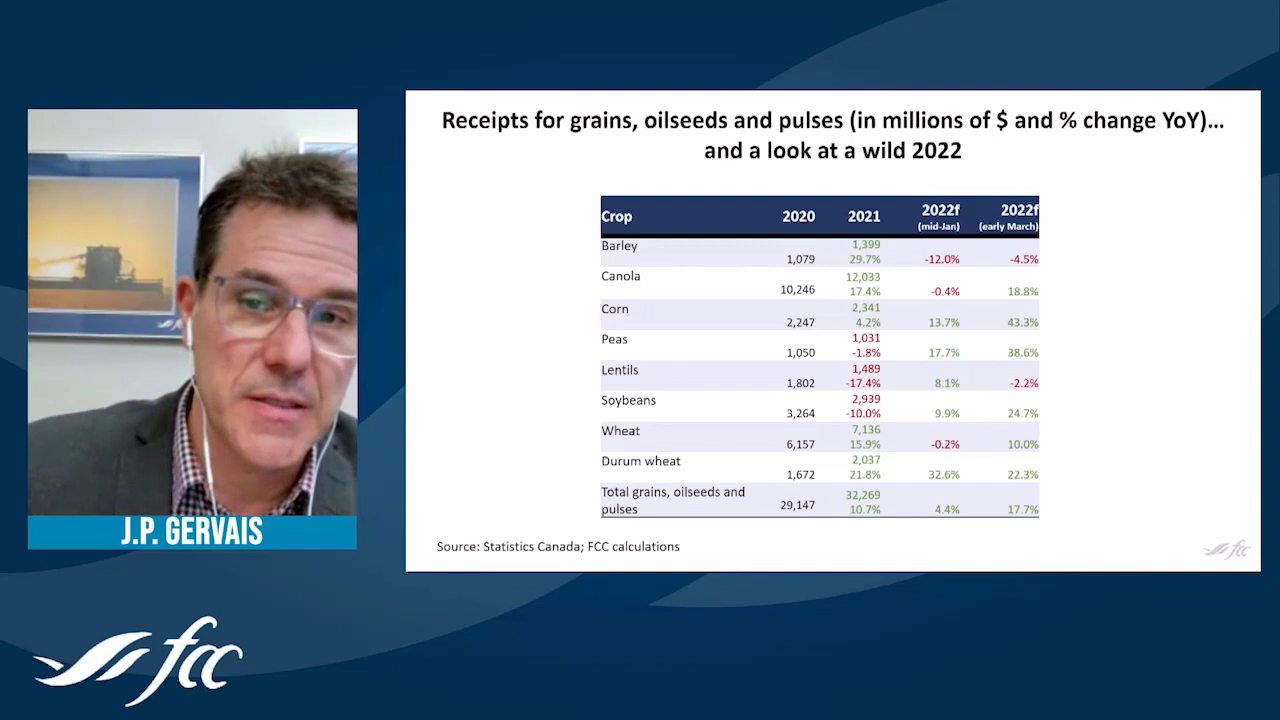 Receipts for grains, oilseeds and pulses (in millions of $ and % change YoY)...
and a look at a wild 2022
Crop 2020 2021 2022f 2022f
(mid-Jan) (early March)
Barley 1,399
1,079 29.7% -12.0% -4.5%
Canola 12,033
10,246 17.4% -0.4% 18.8%
Corn 2,341
2,247 4.2% 13.7% 43.3%
Peas 1,031
1,050 -1.8% 17.7% 38.6%
Lentils 1,489
1,802 -17.4% 8.1% -2.2%
Soybeans 2,939
3,264 -10.0% 9.9% 24.7%
Wheat 7,136
6,157 15.9% -0.2% 10.0%
Durum wheat 2,037
1,672 21.8% 32.6% 22.3%
Total grains, oilseeds and 32,269
pulses 29,147 10.7% 4.4% 17.7%
Source: Statistics Canada; FCC calculations
fcc
J.P. GERVAIS
fcc